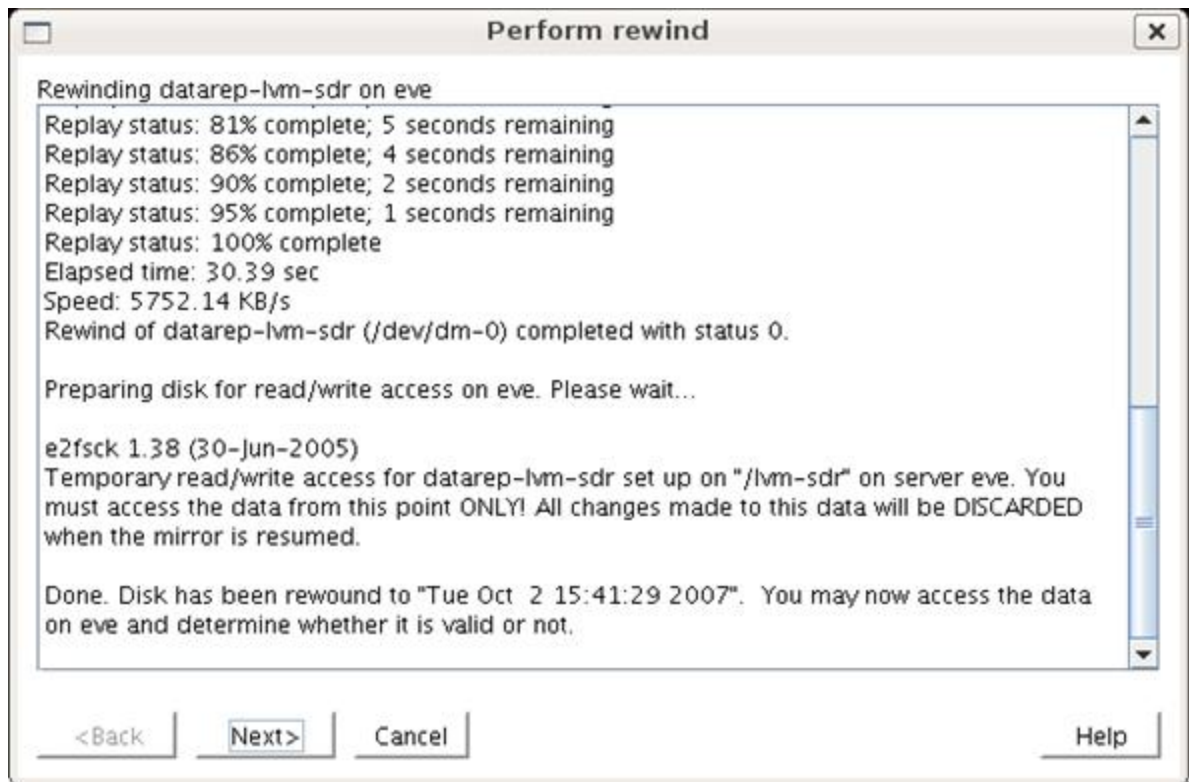 Perform rewind
Rewinding datarep-lvm-sdr on eve
Replay status: 81% complete; 5 seconds remaining
Replay status: 86% complete; 4 seconds remaining
Replay status: 90% complete; 2 seconds remaining
Replay status: 95% complete; 1 seconds remaining
Replay status: 100% complete
Elapsed time: 30.39 sec
Speed: 5752.14 KB/s
Rewind of datarep-lvm-sdr (/dev/dm-0) completed with status 0.
Preparing disk for read/write access on eve. Please wait...
e2fsck 1.38 (30-Jun-2005)
Temporary read/write access for datarep-lvm-sdr set up on "/lvm-sdr" on server eve. You
must access the data from this point ONLY! All changes made to this data will be DISCARDED
when the mirror is resumed.
Done. Disk has been rewound to "Tue Oct  2 15:41:29 2007".  You may now access the data
on eve and determine whether it is valid or not.
<Back Next> Cancel Help